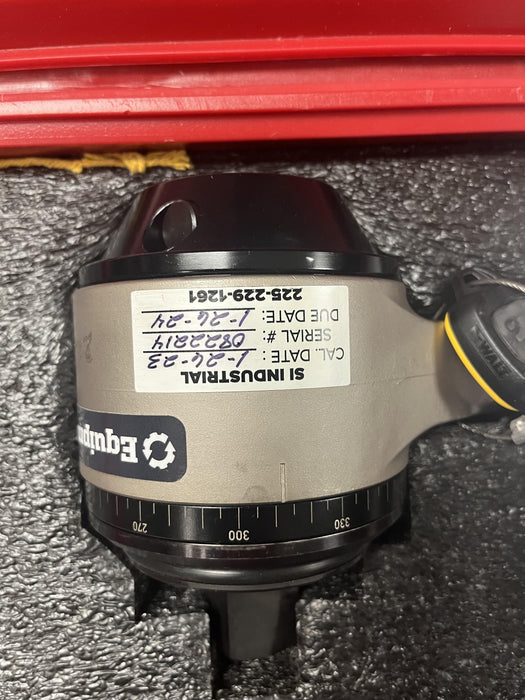 SI INDUSTRIAL
CAL. DATE: 1-26-23
SERIAL # 0822214
DUE DATE: 1-26-24
225-229-1261
270
300
330